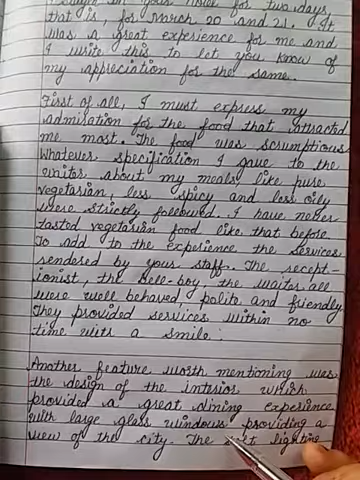 in your hotel for two days,
that is, for March 20 and 21. It
was a great experience for me and
I write this to let you know of
my appreciation for the same.
First of all, I must express my
admiration for the food that attracted
me most. The food was scrumptious
Whatever specification I gave to the
waiter about my meals, like pure
vegetarian, less spicy and less oily
were strictly followed. I have never
tasted vegetarian food like that before
To add to the experience the services
rendered by your staff. The recept-
ionist, the bell-boy, the waiter all
were well behaved, polite and friendly.
They provided services within no
time with a smile.
Another feature worth mentioning was
the design of the interior which
provided a great dining experience
with large glass windows providing a
view of the city. The lighting